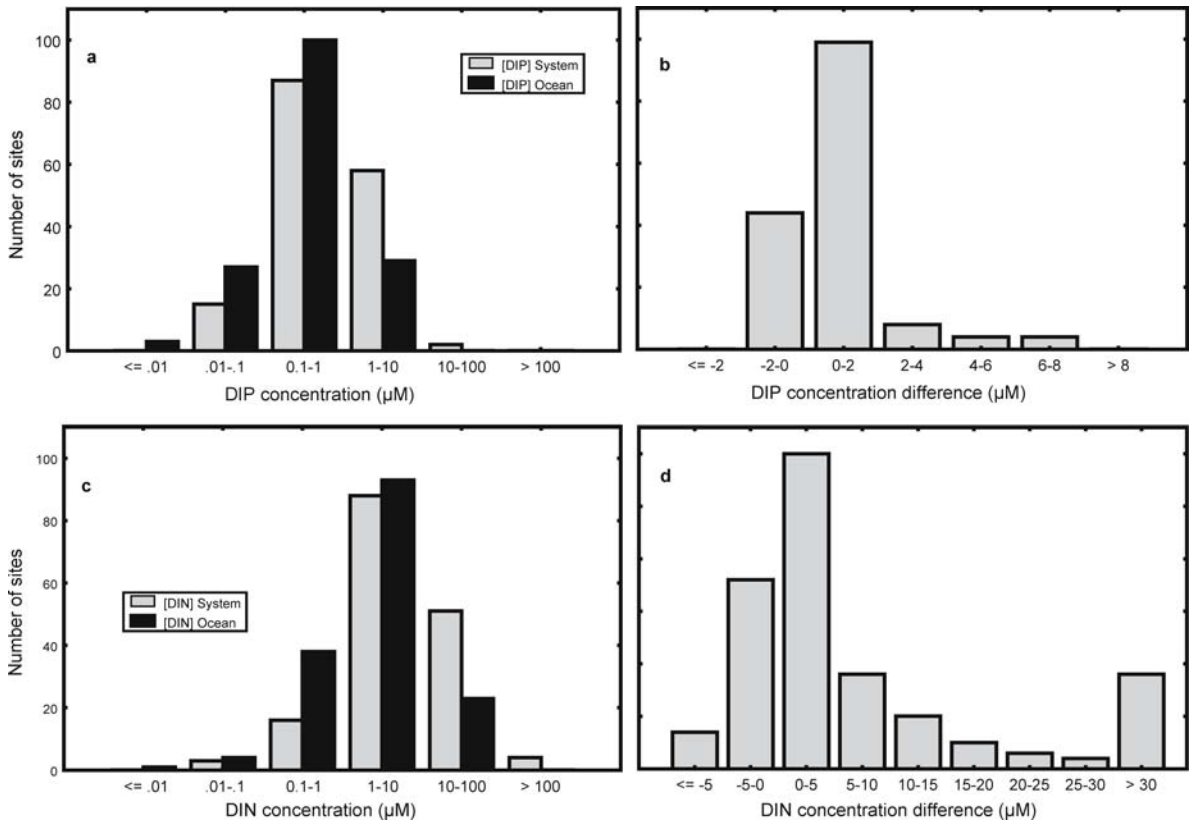 a
[DIP] System
[DIP] Ocean
Number of sites
100
80
60
40
20
0
<= .01 .01-.1 0.1-1 1-10 10-100 > 100
DIP concentration (µM)
b
<= -2 -2-0 0-2 2-4 4-6 6-8 > 8
DIP concentration difference (µM)
c
[DIN] System
[DIN] Ocean
Number of sites
100
80
60
40
20
0
<= .01 .01-.1 0.1-1 1-10 10-100 > 100
DIN concentration (µM)
d
<= -5 -5-0 0-5 5-10 10-15 15-20 20-25 25-30 > 30
DIN concentration difference (µM)